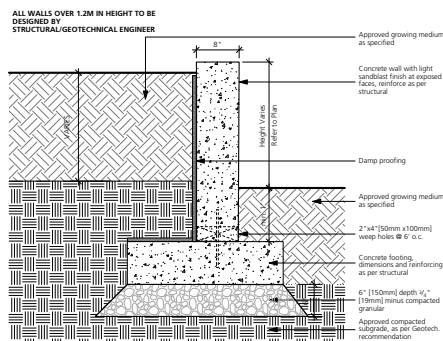 ALL WALLS OVER 1.2M IN HEIGHT TO BE
DESIGNED BY
STRUCTURAL/GEOTECHNICAL ENGINEER
8"
Approved growing medium
as specified
Concrete wall with light
sandblast finish at exposed
faces, reinforce as per
structural
VARIES
Height Varies
Refer to Plan
Damp proofing
Approved growing medium
as specified
2"x4"[50mm x100mm]
weep holes @ 6' o.c.
Concrete footing,
dimensions and reinforcing
as per structural
6" [150mm] depth 3/4"
[19mm] minus compacted
granular
Approved compacted
subgrade, as per Geotech.
recommendation